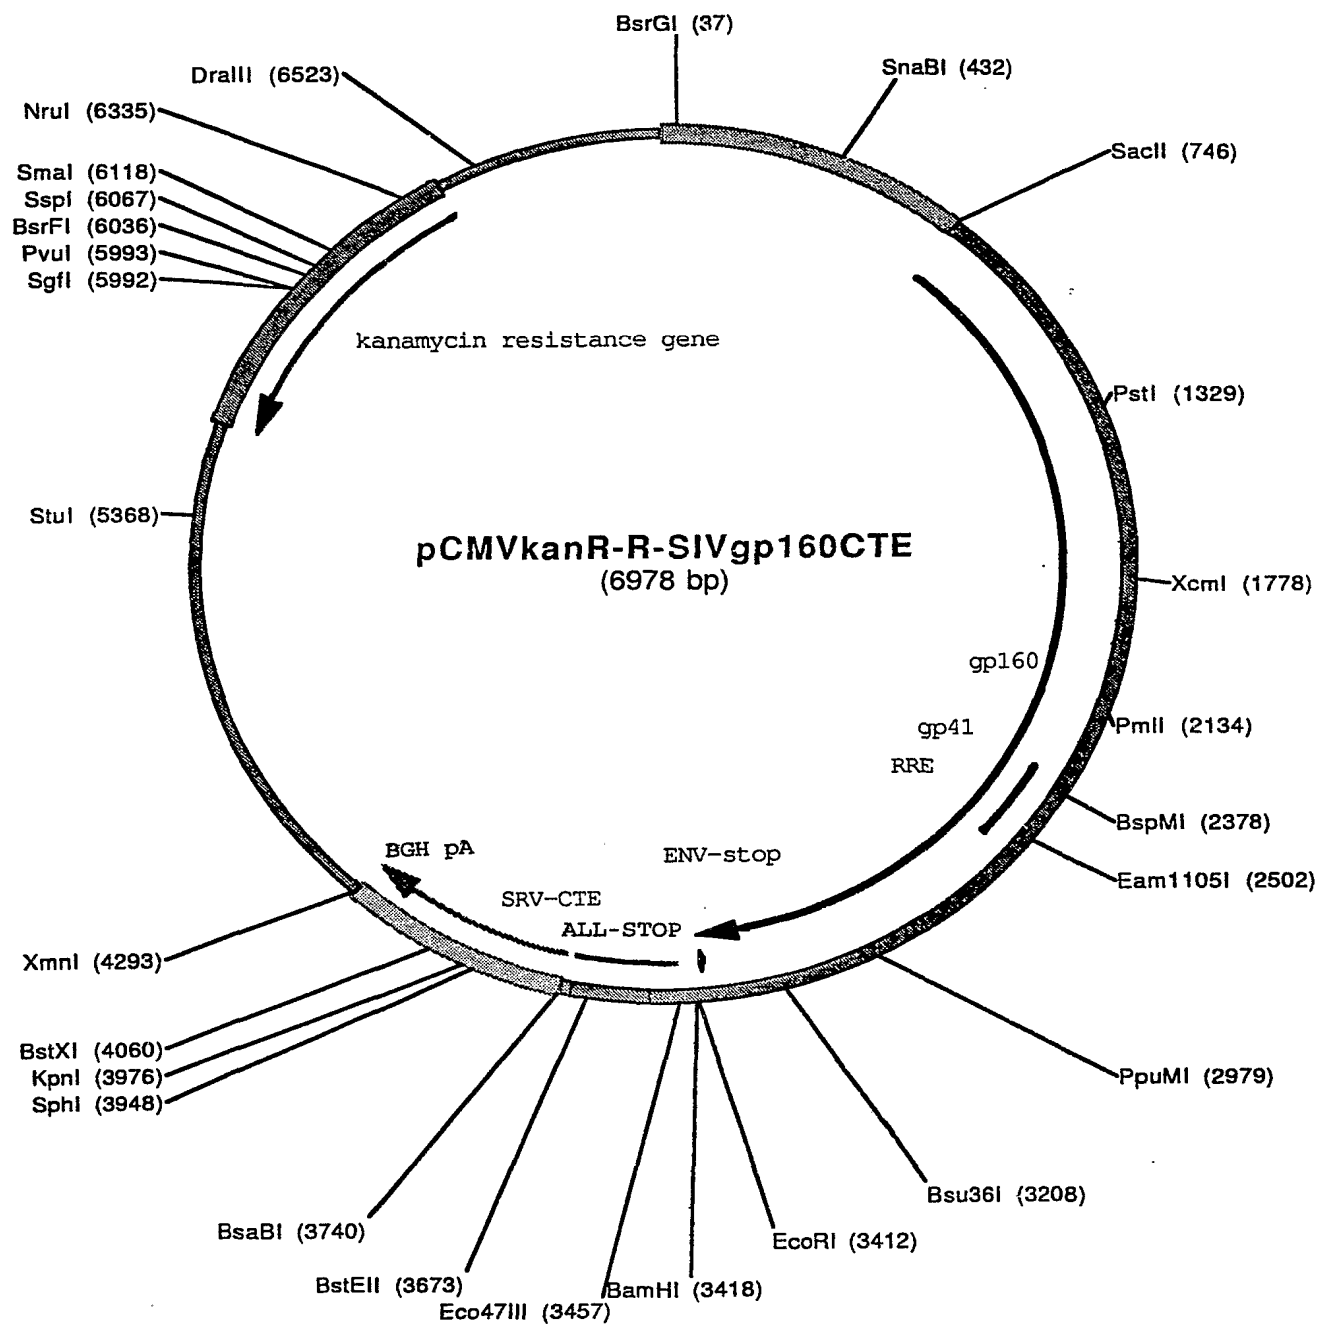 BsrGI (37)
SnaBI (432)
SacII (746)
PstI (1329)
XcmI (1778)
PmlI (2134)
BspMI (2378)
Eam1105I (2502)
PpuMI (2979)
Bsu36I (3208)
EcoRI (3412)
BamHI (3418)
Eco47III (3457)
BstEII (3673)
BsaBI (3740)
SphI (3948)
KpnI (3976)
BstXI (4060)
XmnI (4293)
StuI (5368)
SgfI (5992)
PvuI (5993)
BsrFI (6036)
SspI (6067)
SmaI (6118)
NruI (6335)
DraIII (6523)
kanamycin resistance gene
pCMVkanR-R-SIVgp160CTE
(6978 bp)
gp160
gp41
RRE
ENV-stop
BGH pA
SRV-CTE
ALL-STOP